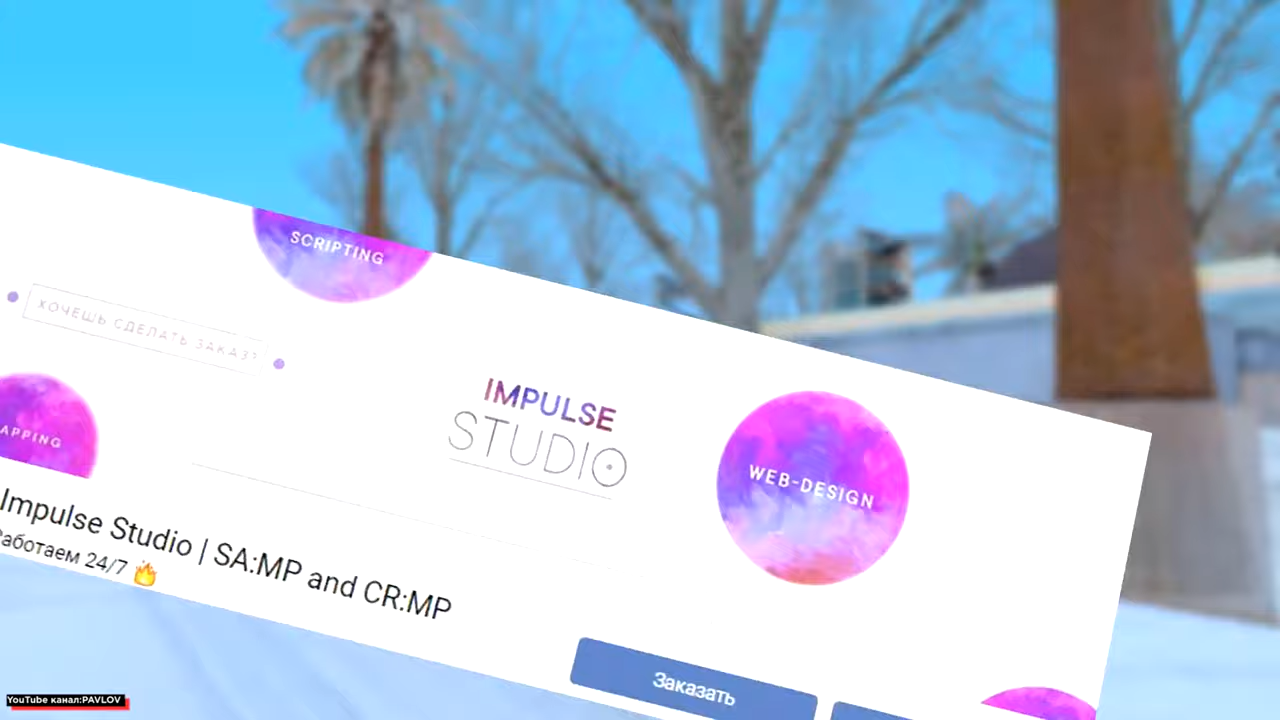 SCRIPTING
ХОЧЕШЬ СДЕЛАТЬ ЗАКАЗ?
APPING
IMPULSE
STUDIO
WEB-DESIGN
Impulse Studio | SA:MP and CR:MP
Работаем 24/7 🔥
Заказать
YouTube канал:PAVLOV